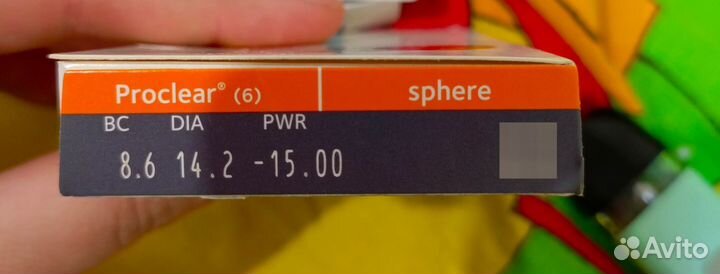 Proclear® (6) sphere
BC DIA PWR
8.6 14.2 -15.00
Avito